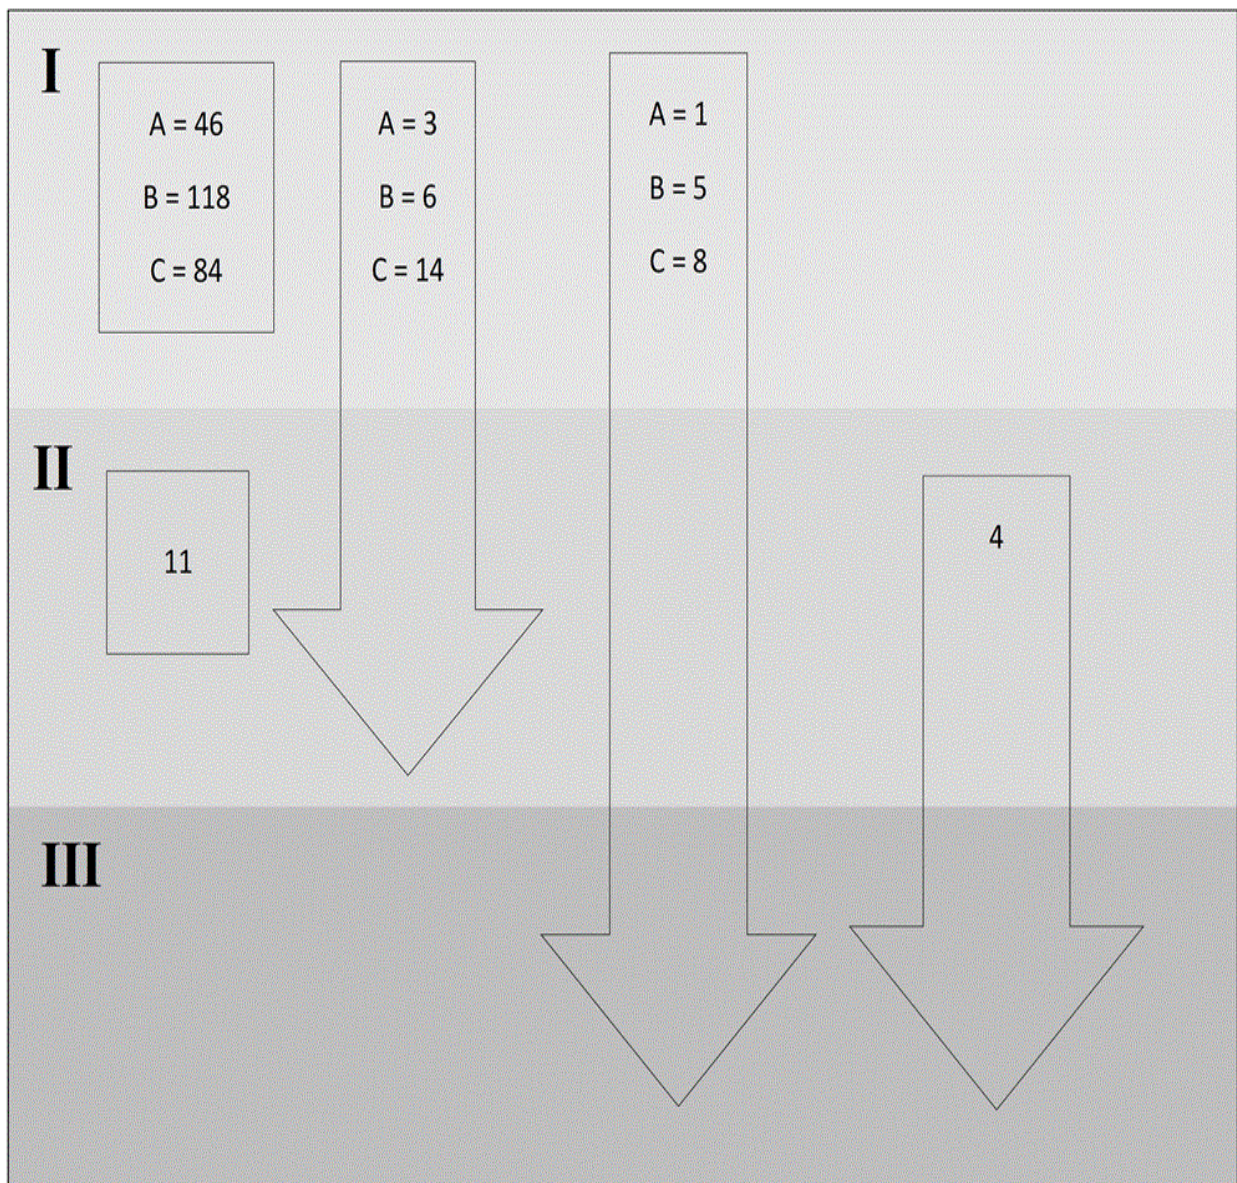 I
A = 46
B = 118
C = 84
A = 3
B = 6
C = 14
A = 1
B = 5
C = 8
II
11
4
III